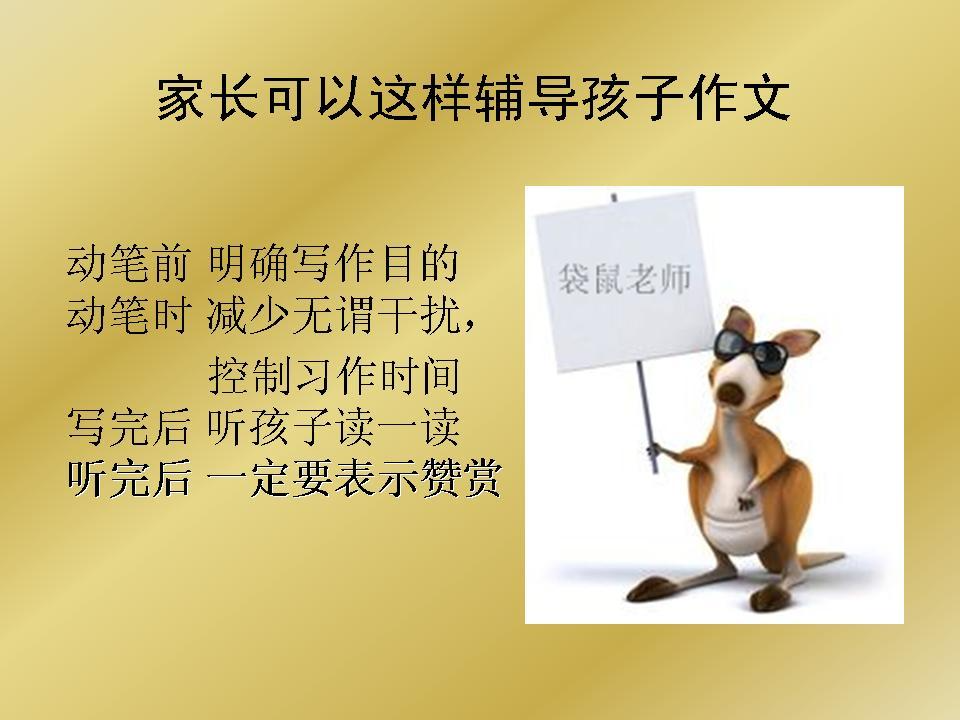 家长可以这样辅导孩子作文
动笔前 明确写作目的
动笔时 减少无谓干扰，
控制习作时间
写完后 听孩子读一读
听完后 一定要表示赞赏
袋鼠老师